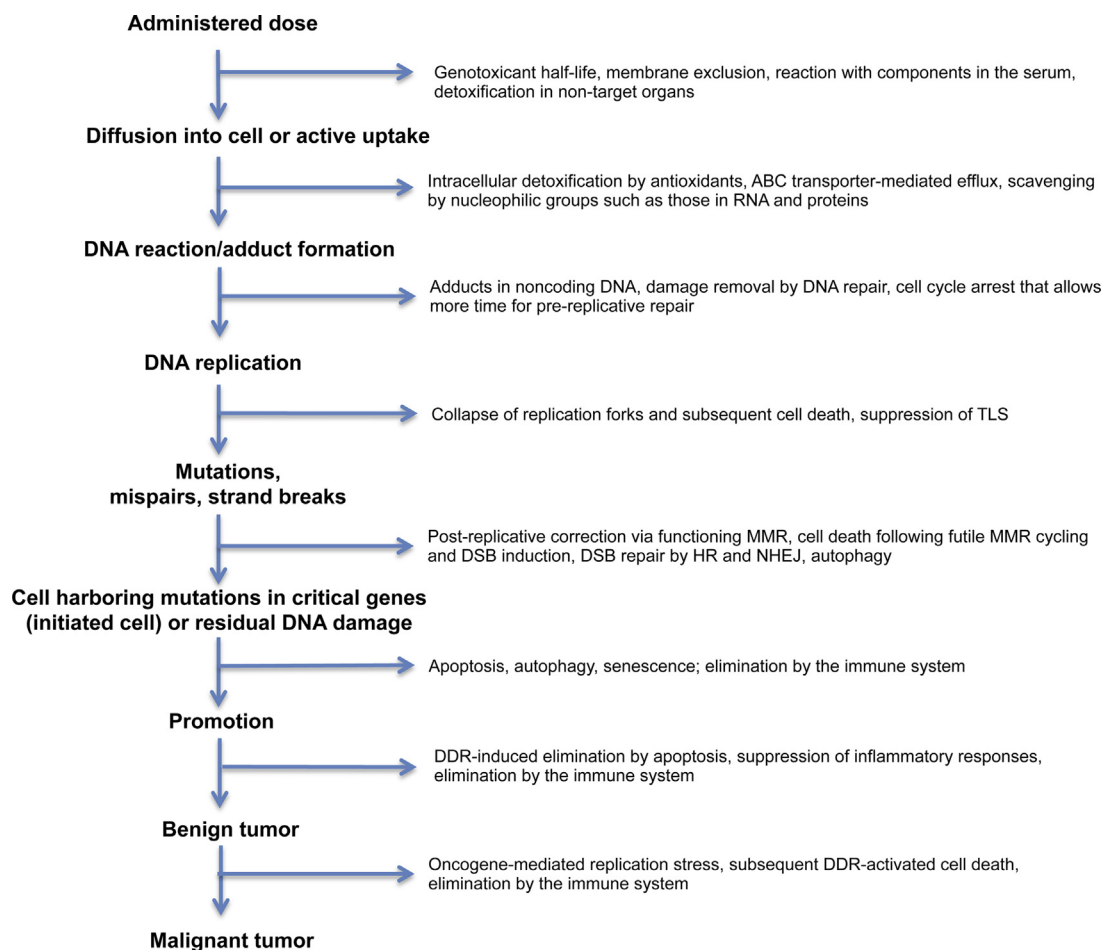 Administered dose
Genotoxicant half-life, membrane exclusion, reaction with components in the serum,
detoxification in non-target organs
Diffusion into cell or active uptake
Intracellular detoxification by antioxidants, ABC transporter-mediated efflux, scavenging
by nucleophilic groups such as those in RNA and proteins
DNA reaction/adduct formation
Adducts in noncoding DNA, damage removal by DNA repair, cell cycle arrest that allows
more time for pre-replicative repair
DNA replication
Collapse of replication forks and subsequent cell death, suppression of TLS
Mutations,
mispairs, strand breaks
Post-replicative correction via functioning MMR, cell death following futile MMR cycling
and DSB induction, DSB repair by HR and NHEJ, autophagy
Cell harboring mutations in critical genes
(initiated cell) or residual DNA damage
Apoptosis, autophagy, senescence; elimination by the immune system
Promotion
DDR-induced elimination by apoptosis, suppression of inflammatory responses,
elimination by the immune system
Benign tumor
Oncogene-mediated replication stress, subsequent DDR-activated cell death,
elimination by the immune system
Malignant tumor